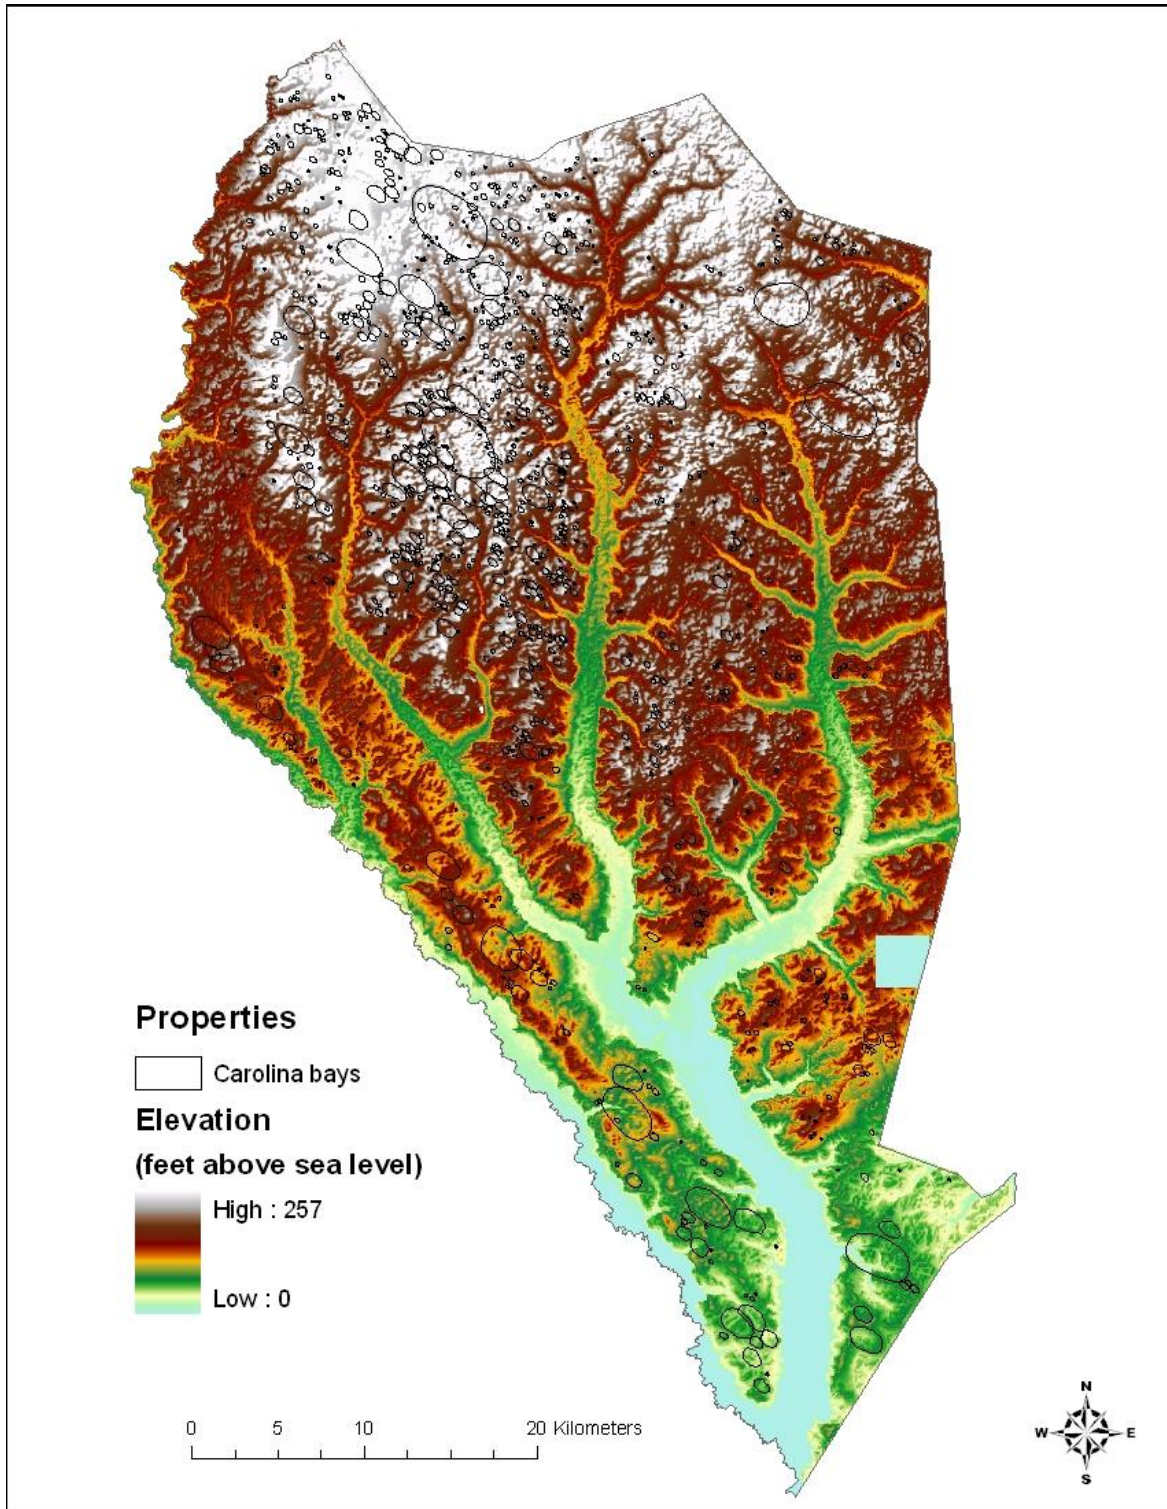 Properties
Carolina bays
Elevation
(feet above sea level)
High : 257
Low : 0
0 5 10 20 Kilometers
N
W E
S